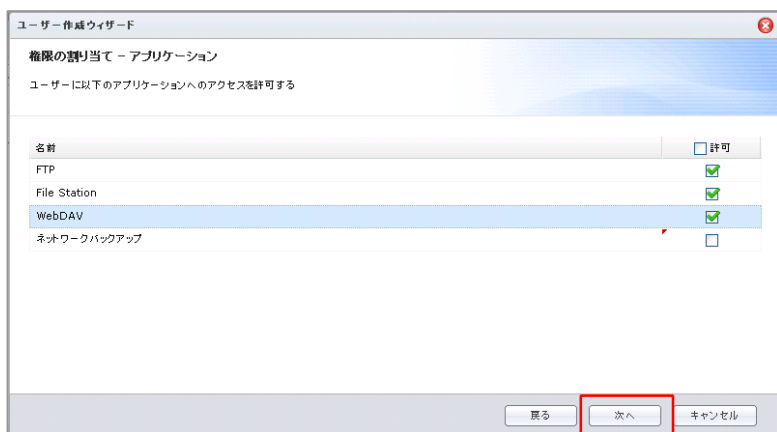 ユーザー作成ウィザード
権限の割り当て - アプリケーション
ユーザーに以下のアプリケーションへのアクセスを許可する
名前 許可
FTP
File Station
WebDAV
ネットワークバックアップ
戻る 次へ キャンセル